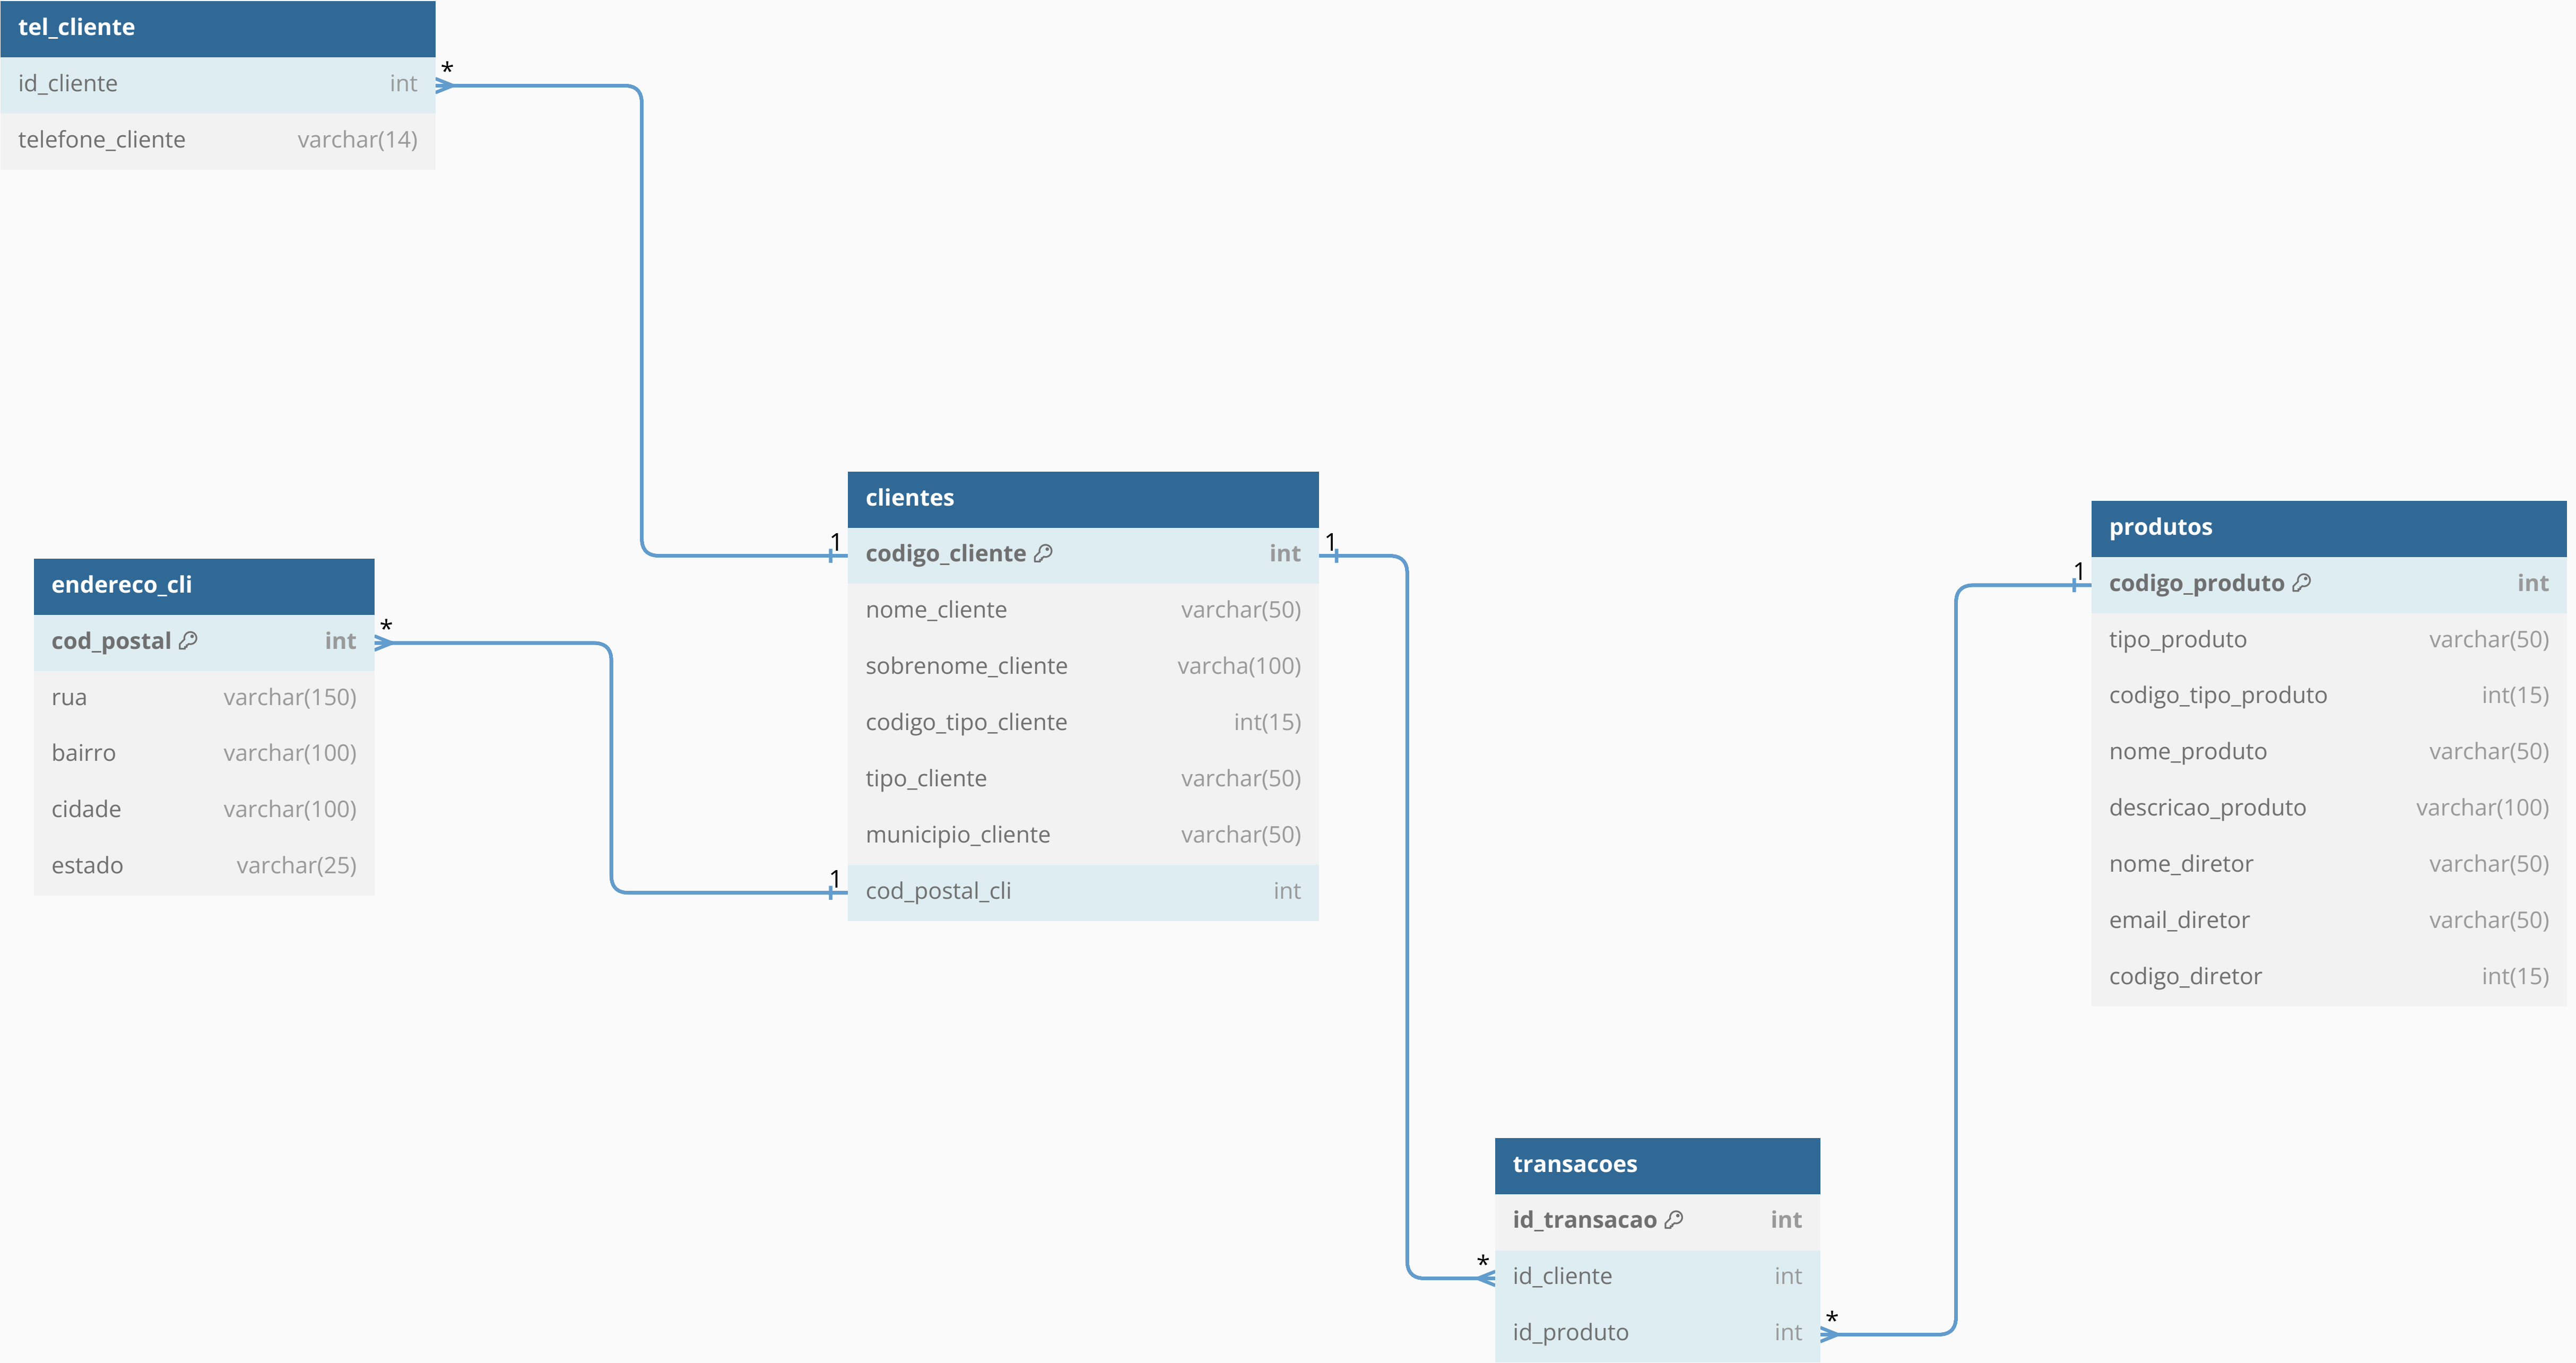 tel_cliente
id_cliente int
telefone_cliente varchar(14)
*
1
endereco_cli
cod_postal int
rua varchar(150)
bairro varchar(100)
cidade varchar(100)
estado varchar(25)
*
1
clientes
codigo_cliente int
nome_cliente varchar(50)
sobrenome_cliente varcha(100)
codigo_tipo_cliente int(15)
tipo_cliente varchar(50)
municipio_cliente varchar(50)
cod_postal_cli int
1
*
transacoes
id_transacao int
id_cliente int
id_produto int
*
1
produtos
codigo_produto int
tipo_produto varchar(50)
codigo_tipo_produto int(15)
nome_produto varchar(50)
descricao_produto varchar(100)
nome_diretor varchar(50)
email_diretor varchar(50)
codigo_diretor int(15)